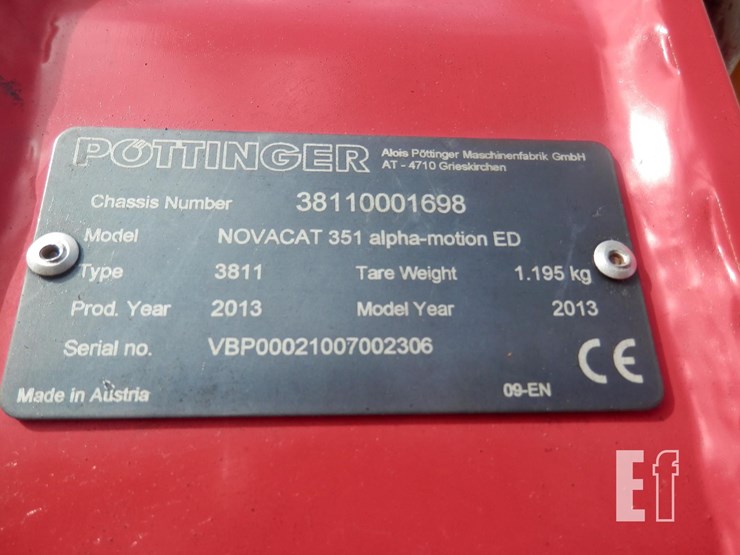 PÖTTINGER Alois Pöttinger Maschinenfabrik GmbH
AT - 4710 Grieskirchen
Chassis Number 38110001698
Model NOVACAT 351 alpha-motion ED
Type 3811 Tare Weight 1.195 kg
Prod. Year 2013 Model Year 2013
Serial no. VBP00021007002306
CE
Made in Austria 09-EN
Ef